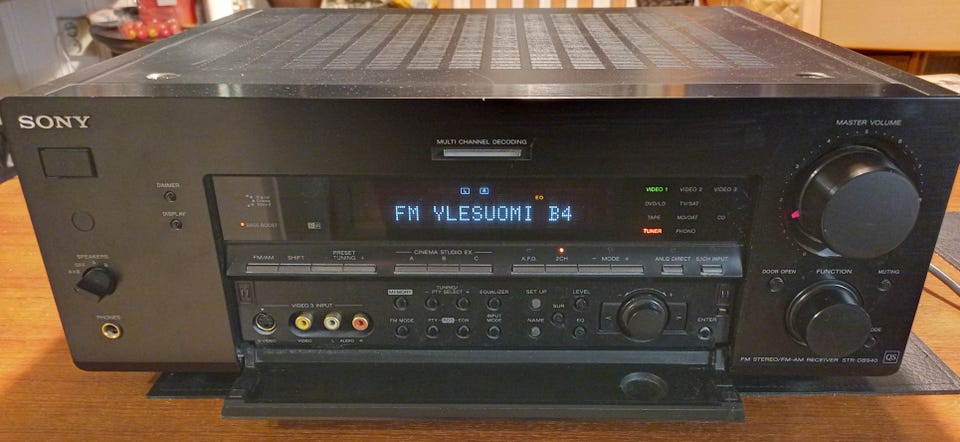 SONY
MASTER VOLUME
MULTI CHANNEL DECODING
DIMMER
DISPLAY
BASS BOOST
L R
EQ
FM YLESUOMI B4
VIDEO 1 VIDEO 2 VIDEO 3
DVD/LD TV/SAT
TAPE MD/DAT CD
TUNER PHONO
SPEAKERS
OFF A B
A+B
PHONES
FM/AM SHIFT - PRESET TUNING +
CINEMA STUDIO EX
A B C
A.F.D. 2CH - MODE + ANLG DIRECT 5.1CH INPUT
DOOR OPEN FUNCTION MUTING
VIDEO 3 INPUT
S-VIDEO VIDEO L AUDIO R
MEMORY TUNING/ - PTY SELECT + EQUALIZER
FM MODE PTY RDS EON INPUT MODE
SET UP LEVEL
SUR
NAME EQ
ENTER
FM STEREO/FM-AM RECEIVER STR-DB940 QS